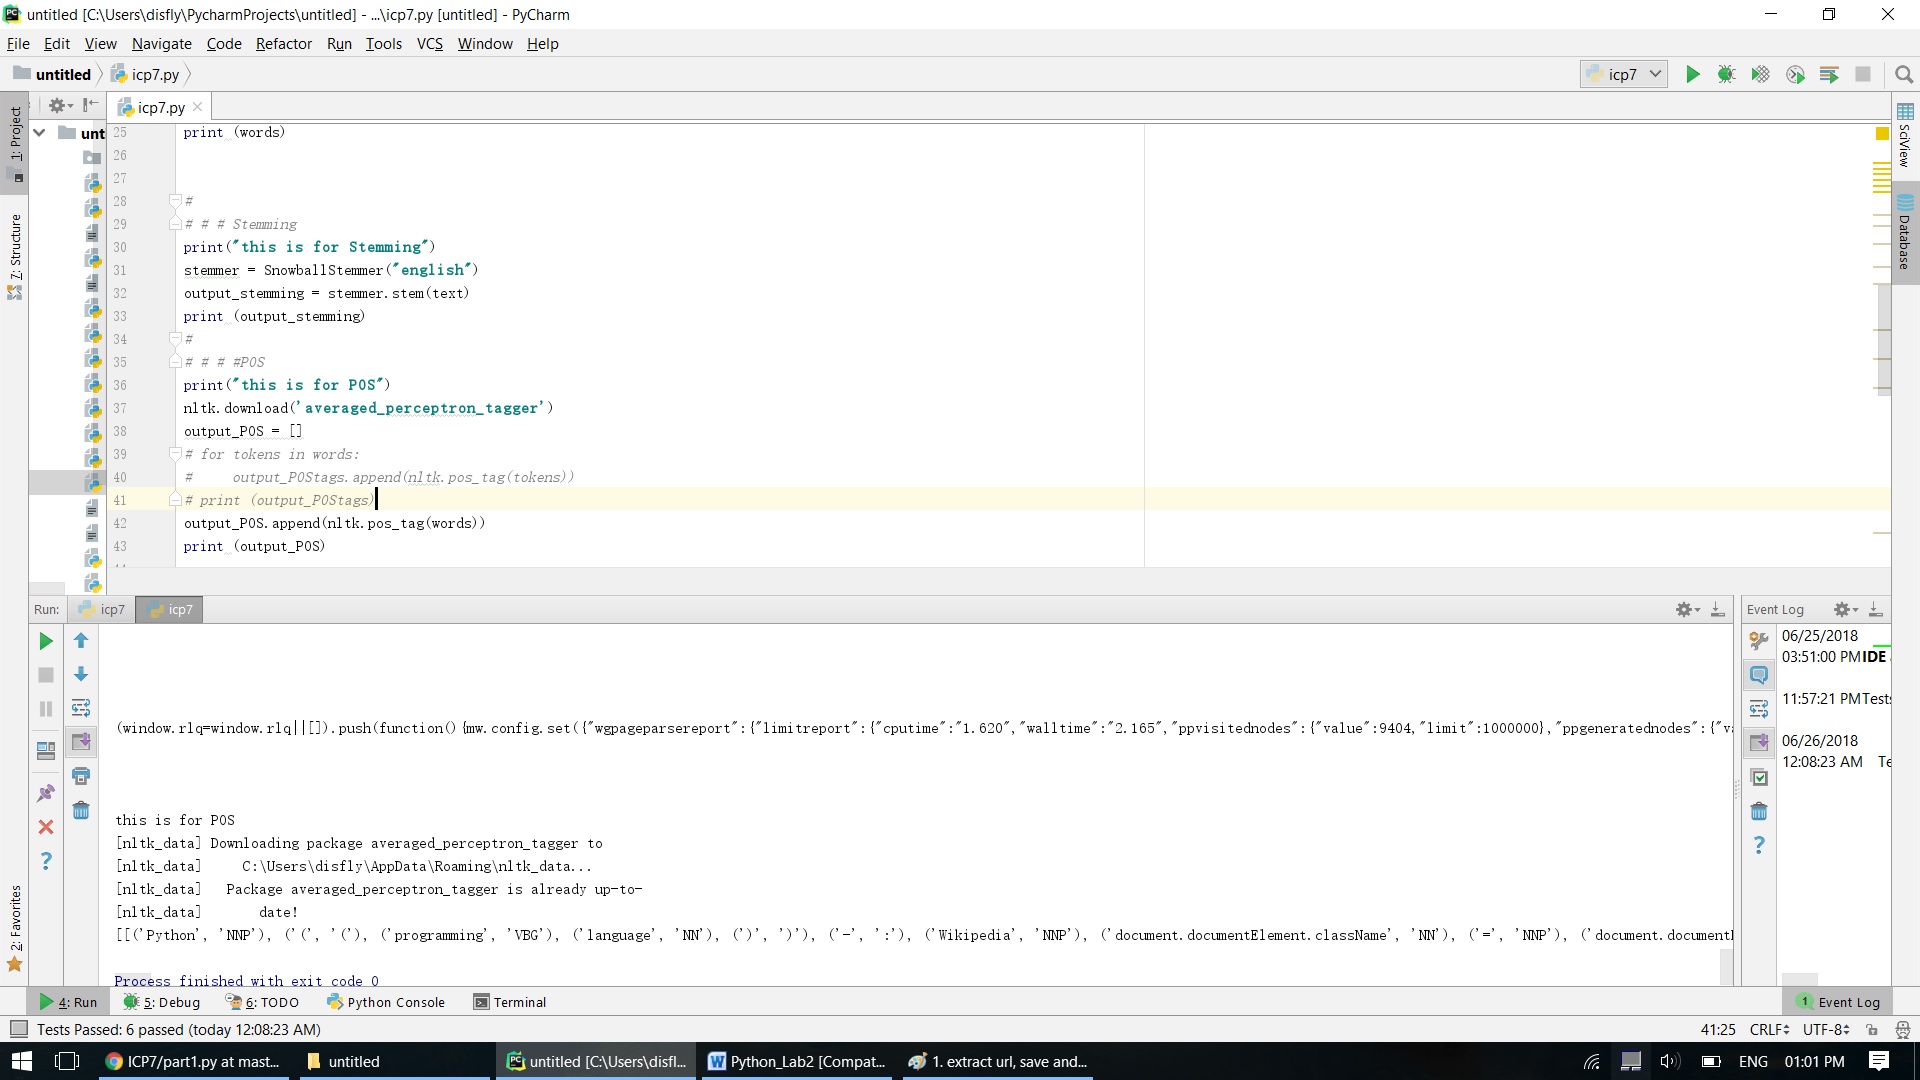 untitled [C:\Users\disfly\PycharmProjects\untitled] - ...\icp7.py [untitled] - PyCharm
File Edit View Navigate Code Refactor Run Tools VCS Window Help
untitled icp7.py icp7
1: Project
icp7.py
unt
7: Structure
2: Favorites
SciView
Database
25 print (words)
26
27
28 #
29 # # # Stemming
30 print("this is for Stemming")
31 stemmer = SnowballStemmer("english")
32 output_stemming = stemmer.stem(text)
33 print (output_stemming)
34 #
35 # # # #POS
36 print("this is for POS")
37 nltk.download('averaged_perceptron_tagger')
38 output_POS = []
39 # for tokens in words:
40 #     output_POStags.append(nltk.pos_tag(tokens))
41 # print (output_POStags)
42 output_POS.append(nltk.pos_tag(words))
43 print (output_POS)
Run: icp7 icp7
(window.rlq=window.rlq||[]).push(function(){mw.config.set({"wgpageparsereport":{"limitreport":{"cputime":"1.620","walltime":"2.165","ppvisitednodes":{"value":9404,"limit":1000000},"ppgeneratednodes":{"va
this is for POS
[nltk_data] Downloading package averaged_perceptron_tagger to
[nltk_data]     C:\Users\disfly\AppData\Roaming\nltk_data...
[nltk_data]   Package averaged_perceptron_tagger is already up-to-
[nltk_data]       date!
[[('Python', 'NNP'), ('(', '('), ('programming', 'VBG'), ('language', 'NN'), (')', ')'), ('-', ':'), ('Wikipedia', 'NNP'), ('document.documentElement.className', 'NN'), ('=', 'NNP'), ('document.document
Process finished with exit code 0
Event Log
06/25/2018
03:51:00 PM IDE
11:57:21 PM Tests
06/26/2018
12:08:23 AM Te
4: Run 5: Debug 6: TODO Python Console Terminal 1 Event Log
Tests Passed: 6 passed (today 12:08:23 AM) 41:25 CRLF UTF-8
ICP7/part1.py at mast... untitled untitled [C:\Users\disfl... Python_Lab2 [Compat... 1. extract url, save and... ENG 01:01 PM